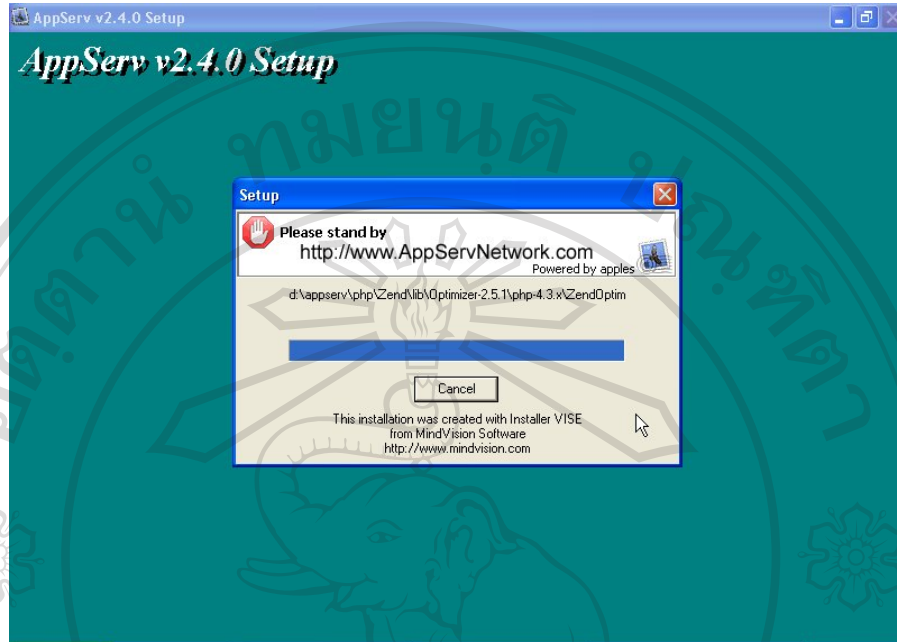 AppServ v2.4.0 Setup
AppServ v2.4.0 Setup
Setup
Please stand by
http://www.AppServNetwork.com
Powered by apples
d:\appserv\php\Zend\lib\Optimizer-2.5.1\php-4.3.x\ZendOptim
Cancel
This installation was created with Installer VISE
from MindVision Software
http://www.mindvision.com